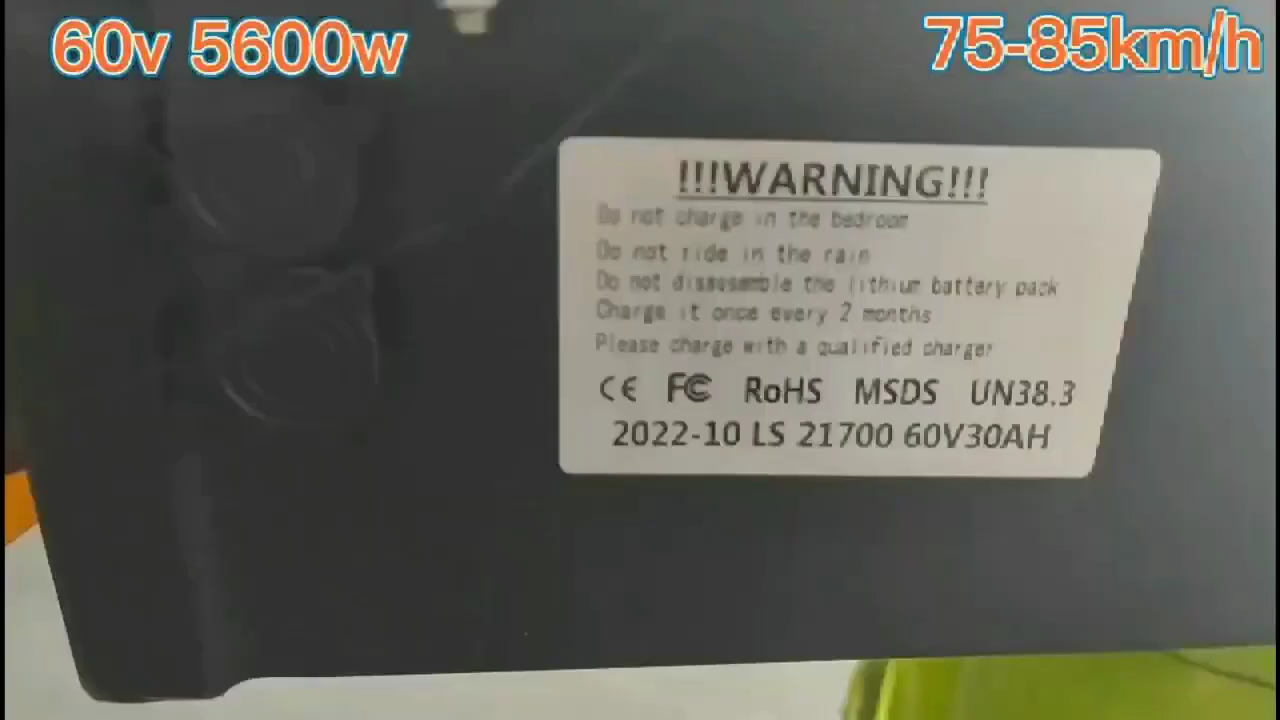 60v 5600w
75-85km/h
!!!WARNING!!!
Do not charge in the bedroom
Do not ride in the rain
Do not disassemble the lithium battery pack
Charge it once every 2 months
Please charge with a qualified charger
CE FC RoHS MSDS UN38.3
2022-10 LS 21700 60V30AH